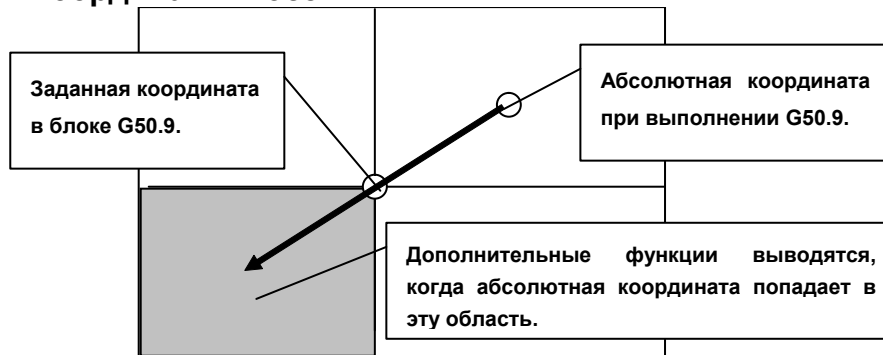 Заданная координата
в блоке G50.9.
Абсолютная координата
при выполнении G50.9.
Дополнительные функции выводятся,
когда абсолютная координата попадает в
эту область.